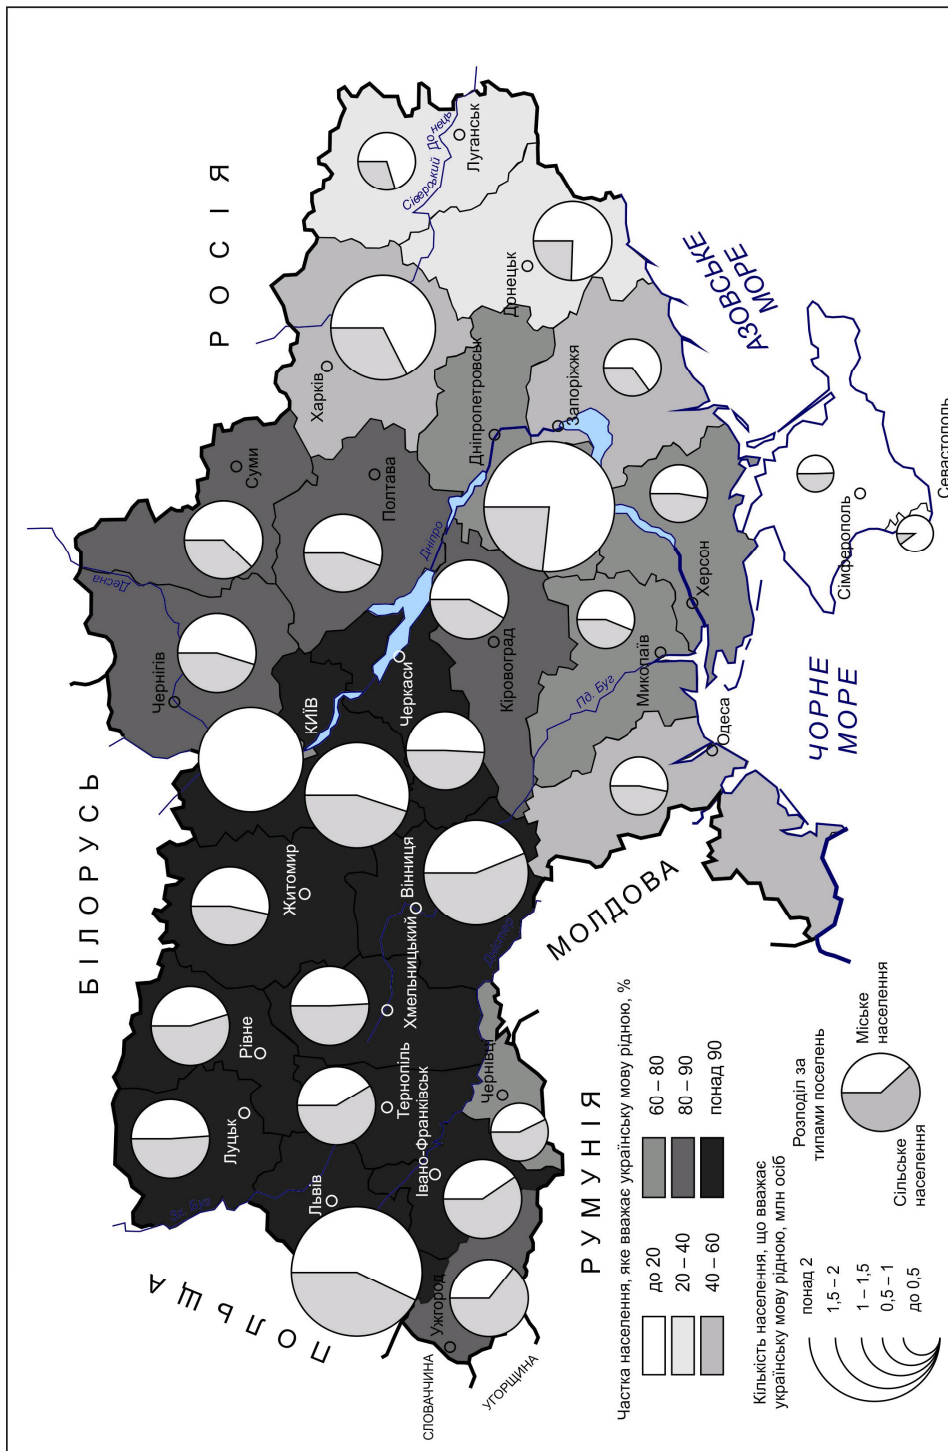 БІЛОРУСЬ
РОСІЯ
ПОЛЬЩА
СЛОВАЧЧИНА
УГОРЩИНА
РУМУНІЯ
МОЛДОВА
ЧОРНЕ
МОРЕ
АЗОВСЬКЕ
МОРЕ
Луцьк
Рівне
Житомир
КИЇВ
Чернігів
Суми
Львів
Тернопіль
Хмельницький
Вінниця
Черкаси
Полтава
Харків
Луганськ
Ужгород
Івано-Франківськ
Чернівці
Кіровоград
Дніпропетровськ
Донецьк
Запоріжжя
Миколаїв
Херсон
Одеса
Сімферополь
Севастополь
Зх. Буг
Десна
Дніпро
Сіверський Донець
Пд. Буг
Дністер
Частка населення, яке вважає українську мову рідною, %
до 20
20 – 40
40 – 60
60 – 80
80 – 90
понад 90
Кількість населення, що вважає
українську мову рідною, млн осіб
понад 2
1,5 – 2
1 – 1,5
0,5 – 1
до 0,5
Розподіл за
типами поселень
Міське
населення
Сільське
населення